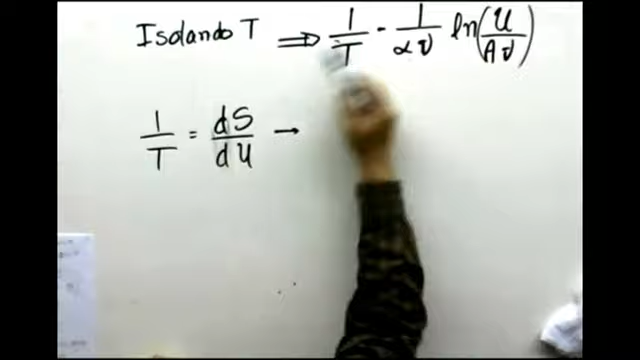 Isolando T ⇒ 1/T - 1/αv ln(u/Av)
1/T = dS/du →